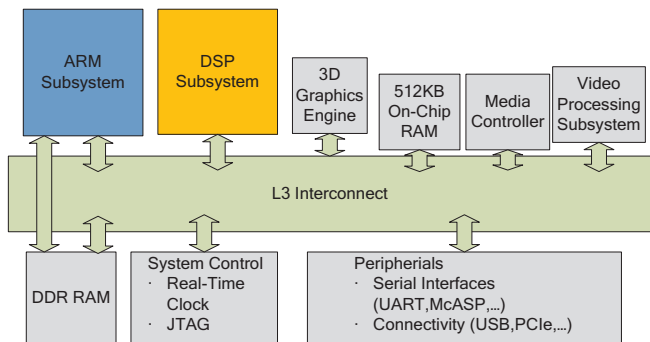 ARM
Subsystem
DSP
Subsystem
3D
Graphics
Engine
512KB
On-Chip
RAM
Media
Controller
Video
Processing
Subsystem
L3 Interconnect
DDR RAM
System Control
· Real-Time
Clock
· JTAG
Peripherials
· Serial Interfaces
(UART,McASP,...)
· Connectivity (USB,PCIe,...)